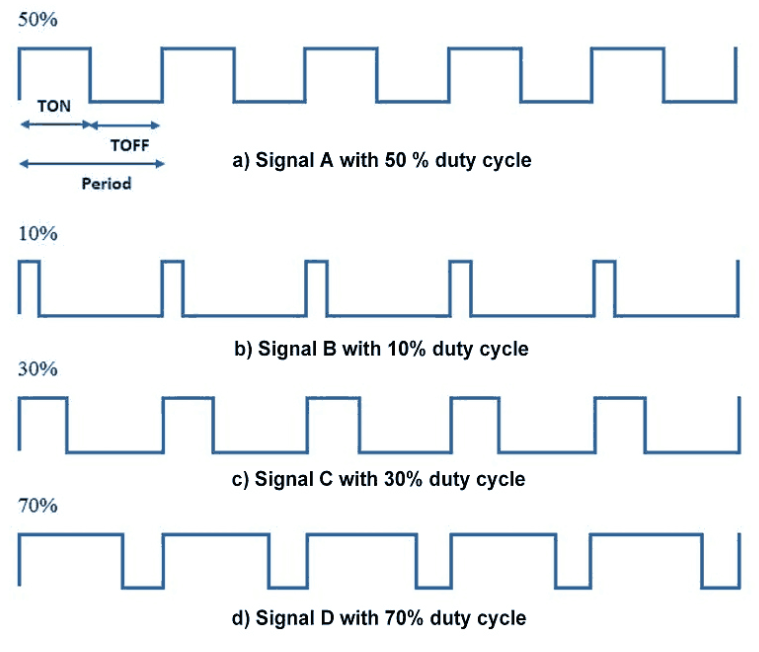 50%
TON
TOFF
Period
a) Signal A with 50 % duty cycle
10%
b) Signal B with 10% duty cycle
30%
c) Signal C with 30% duty cycle
70%
d) Signal D with 70% duty cycle